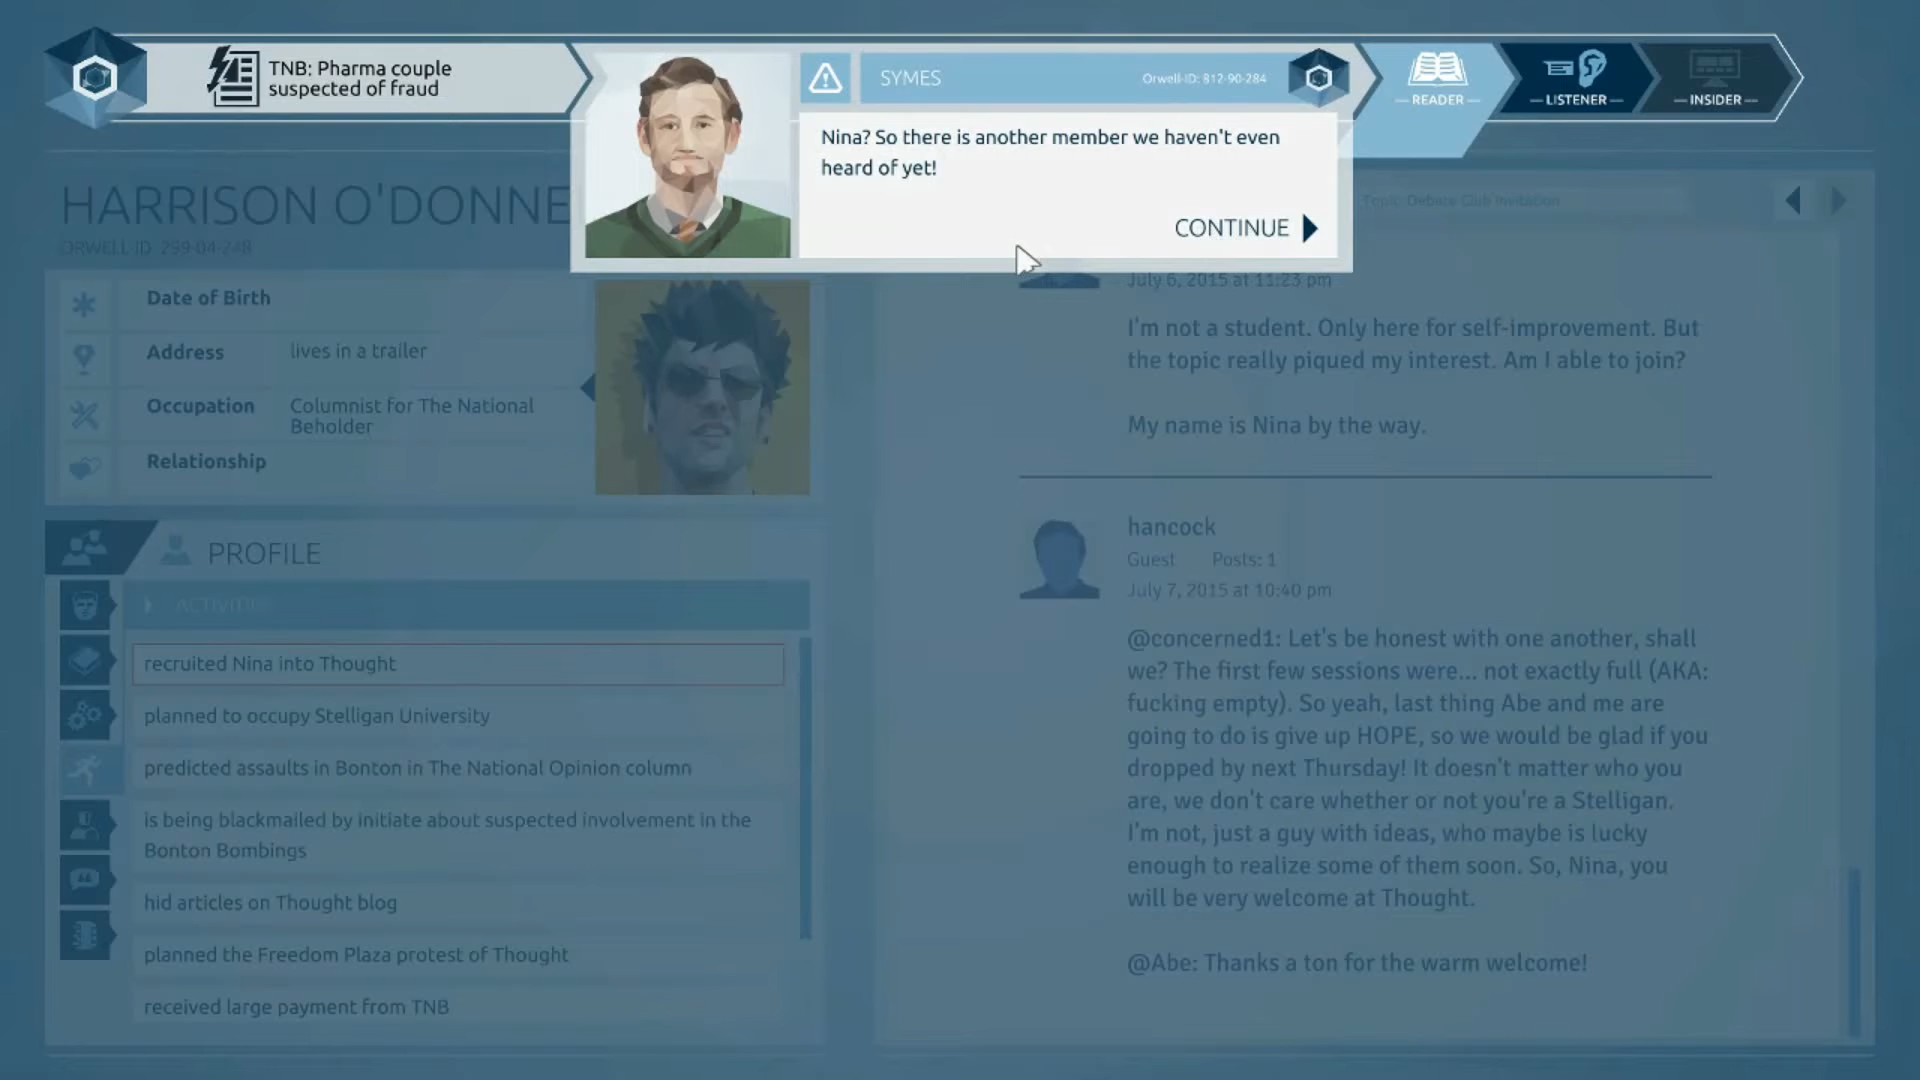 TNB: Pharma couple
suspected of fraud
SYMES
Orwell-ID: 812-90-284
Nina? So there is another member we haven't even
heard of yet!
CONTINUE
READER
LISTENER
INSIDER
HARRISON O'DONNE
ORWELL ID: 299-04-248
Date of Birth
Address lives in a trailer
Occupation Columnist for The National
Beholder
Relationship
PROFILE
ACTIVITIES
recruited Nina into Thought
planned to occupy Stelligan University
predicted assaults in Bonton in The National Opinion column
is being blackmailed by initiate about suspected involvement in the
Bonton Bombings
hid articles on Thought blog
planned the Freedom Plaza protest of Thought
received large payment from TNB
Topic: Debate Club Invitation
July 6, 2015 at 11:23 pm
I'm not a student. Only here for self-improvement. But
the topic really piqued my interest. Am I able to join?
My name is Nina by the way.
hancock
Guest Posts: 1
July 7, 2015 at 10:40 pm
@concerned1: Let's be honest with one another, shall
we? The first few sessions were... not exactly full (AKA:
fucking empty). So yeah, last thing Abe and me are
going to do is give up HOPE, so we would be glad if you
dropped by next Thursday! It doesn't matter who you
are, we don't care whether or not you're a Stelligan.
I'm not, just a guy with ideas, who maybe is lucky
enough to realize some of them soon. So, Nina, you
will be very welcome at Thought.
@Abe: Thanks a ton for the warm welcome!